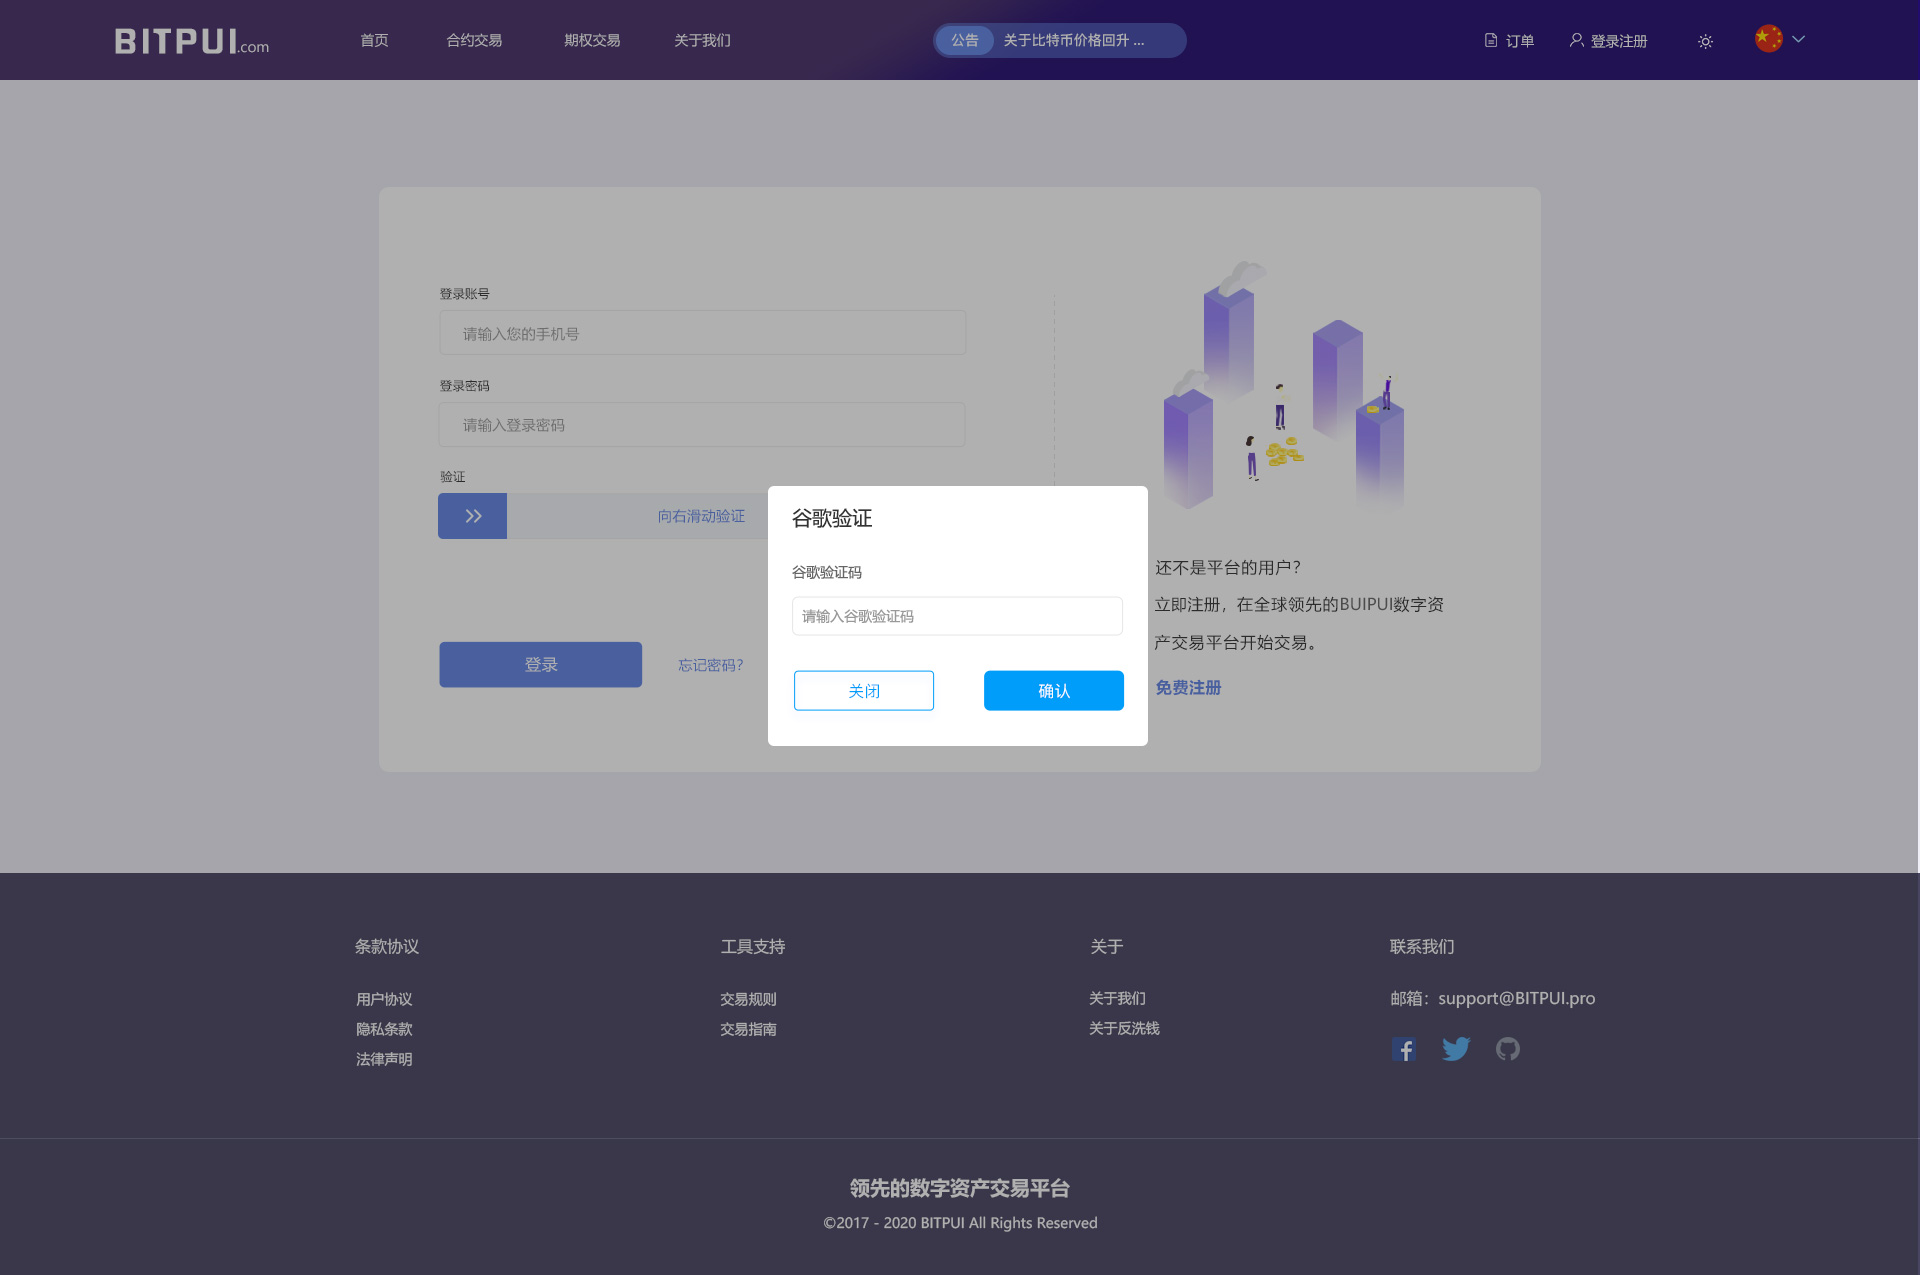 BITPUI.com
首页
合约交易
期权交易
关于我们
公告
关于比特币价格回升 ...
订单
登录注册
登录账号
请输入您的手机号
登录密码
请输入登录密码
验证
向右滑动验证
登录
忘记密码?
谷歌验证
谷歌验证码
请输入谷歌验证码
关闭
确认
还不是平台的用户?
立即注册，在全球领先的BUIPUI数字资
产交易平台开始交易。
免费注册
条款协议
用户协议
隐私条款
法律声明
工具支持
交易规则
交易指南
关于
关于我们
关于反洗钱
联系我们
邮箱：support@BITPUI.pro
领先的数字资产交易平台
©2017 - 2020 BITPUI All Rights Reserved